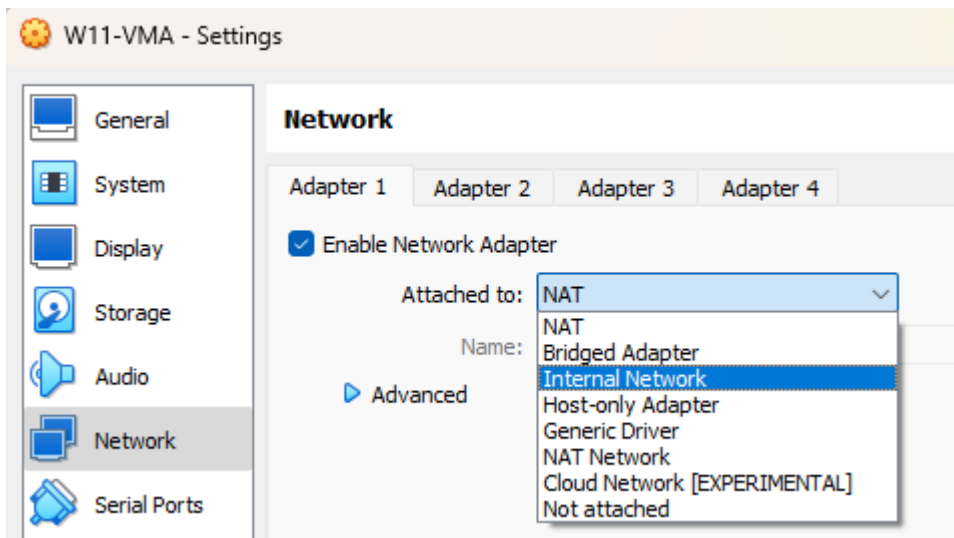 W11-VMA - Settings
General
System
Display
Storage
Audio
Network
Serial Ports
Network
Adapter 1 Adapter 2 Adapter 3 Adapter 4
Enable Network Adapter
Attached to: NAT
Name:
Advanced
NAT
Bridged Adapter
Internal Network
Host-only Adapter
Generic Driver
NAT Network
Cloud Network [EXPERIMENTAL]
Not attached